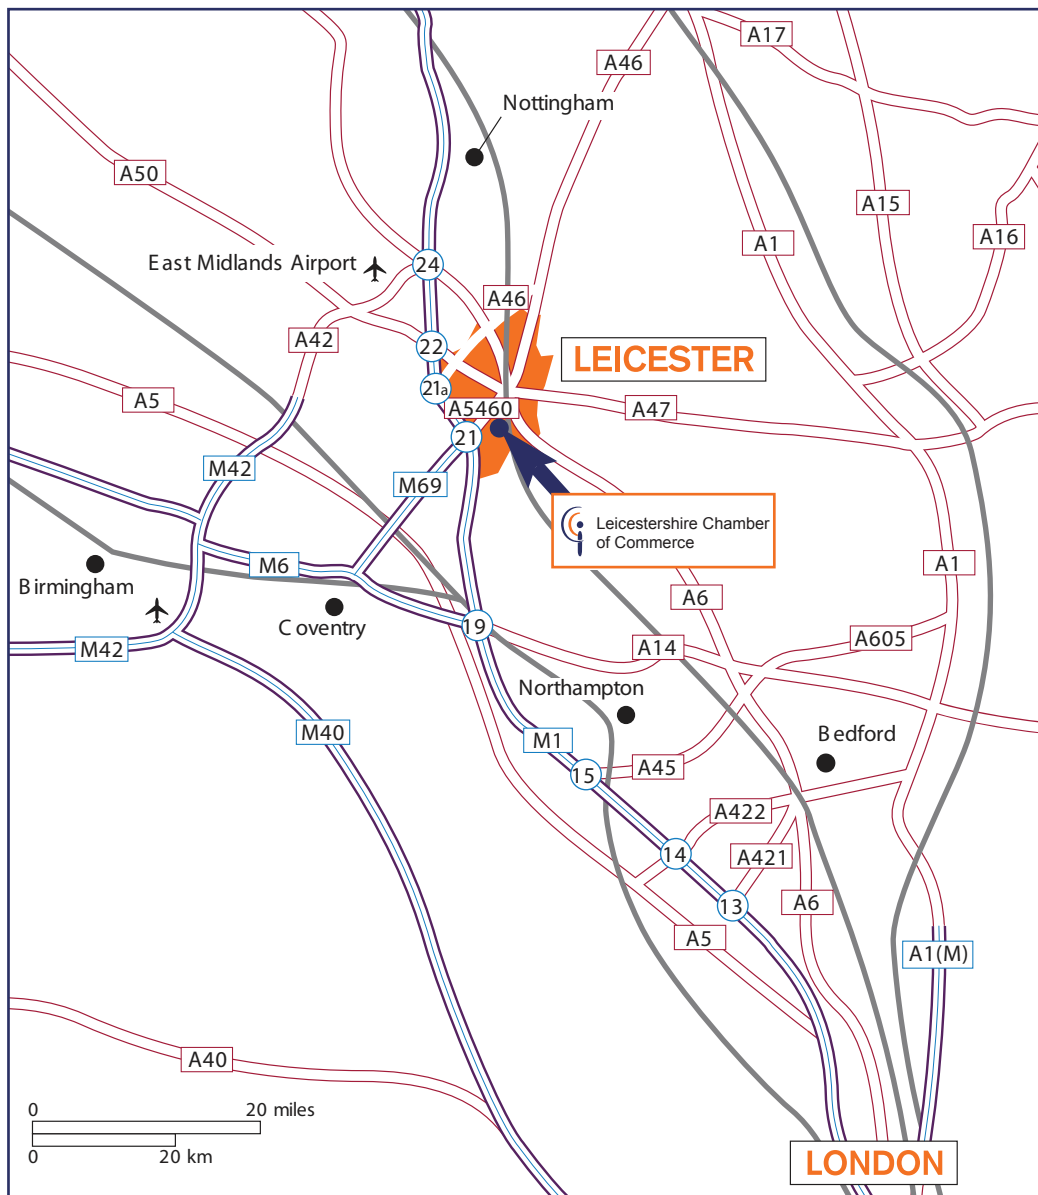 A17
A46
Nottingham
A50
A15
A16
A1
East Midlands Airport
24
A46
A42
22
LEICESTER
21a
A5
A5460
A47
21
M42
M69
Leicestershire Chamber
of Commerce
M6
A1
Birmingham
A6
Coventry
19
A605
M42
A14
Northampton
M40
M1
Bedford
15
A45
A422
14
A421
13
A6
A5
A1(M)
A40
0 20 miles
0 20 km
LONDON